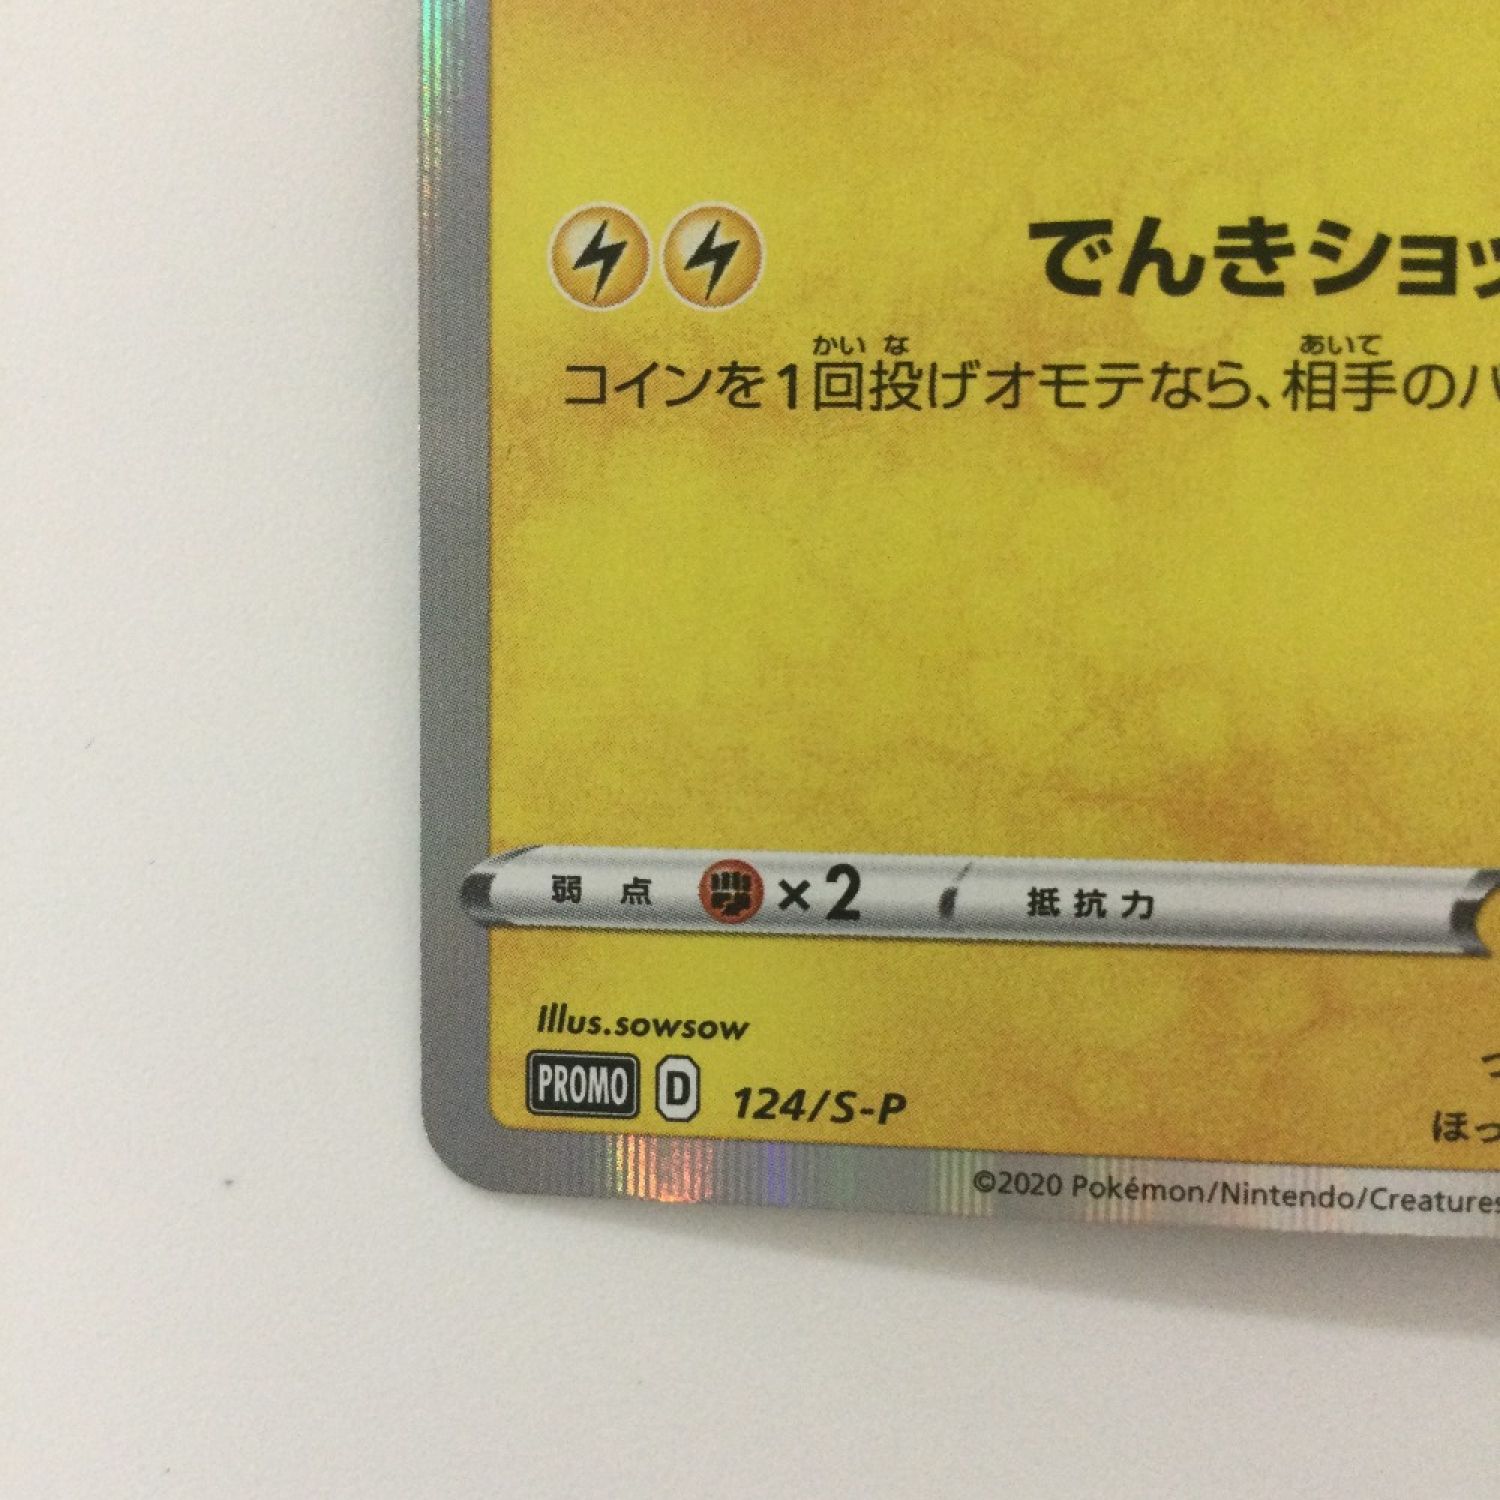 でんきショッ
かい な あいて
コインを1回投げオモテなら、相手のバ
弱点 ×2 抵抗力
Illus.sowsow
PROMO D 124/S-P
ほっ
©2020 Pokémon/Nintendo/Creatures